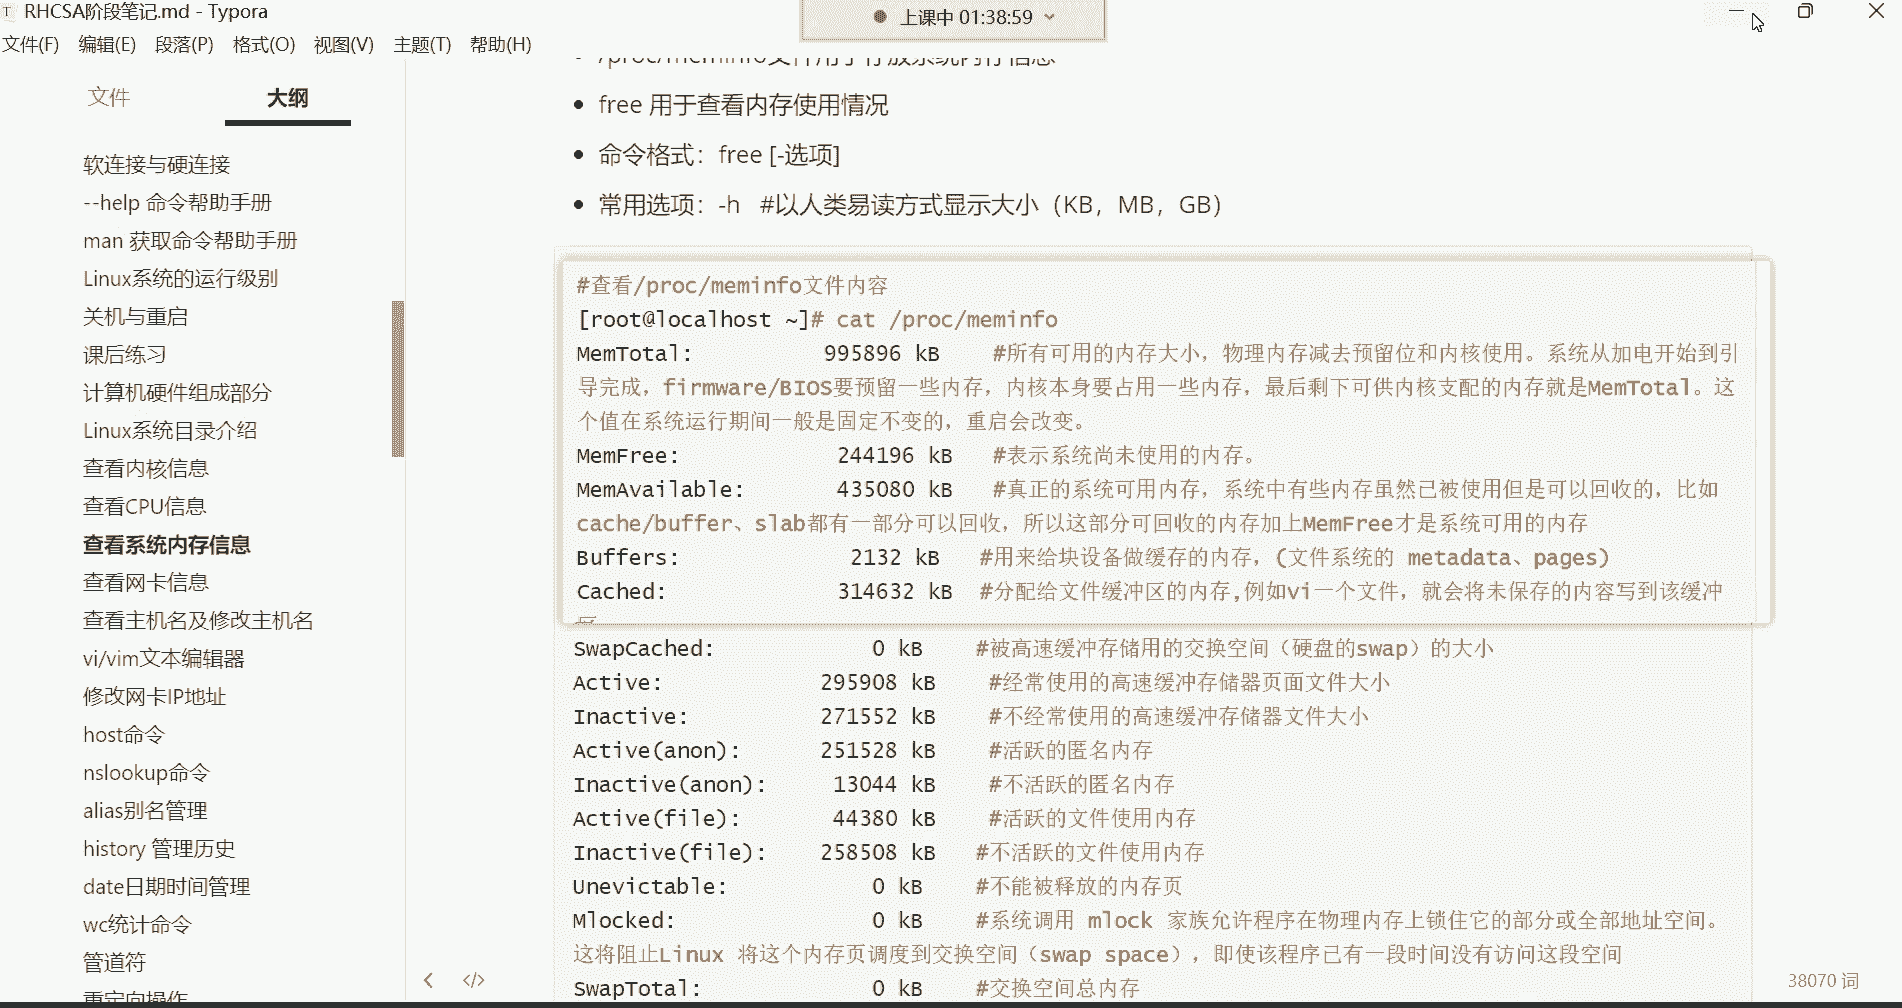 RHCSA阶段笔记.md - Typora
上课中 01:38:59
文件(F) 编辑(E) 段落(P) 格式(O) 视图(V) 主题(T) 帮助(H)
文件 大纲
软连接与硬连接
--help 命令帮助手册
man 获取命令帮助手册
Linux系统的运行级别
关机与重启
课后练习
计算机硬件组成部分
Linux系统目录介绍
查看内核信息
查看CPU信息
查看系统内存信息
查看网卡信息
查看主机名及修改主机名
vi/vim文本编辑器
修改网卡IP地址
host命令
nslookup命令
alias别名管理
history 管理历史
date日期时间管理
wc统计命令
管道符
重定向操作
/proc/meminfo文件用于存放系统内存信息
free 用于查看内存使用情况
命令格式：free [-选项]
常用选项：-h #以人类易读方式显示大小（KB，MB，GB）
#查看/proc/meminfo文件内容
[root@localhost ~]# cat /proc/meminfo
MemTotal: 995896 kB #所有可用的内存大小，物理内存减去预留位和内核使用。系统从加电开始到引
导完成，firmware/BIOS要预留一些内存，内核本身要占用一些内存，最后剩下可供内核支配的内存就是MemTotal。这
个值在系统运行期间一般是固定不变的，重启会改变。
MemFree: 244196 kB #表示系统尚未使用的内存。
MemAvailable: 435080 kB #真正的系统可用内存，系统中有些内存虽然已被使用但是可以回收的，比如
cache/buffer、slab都有一部分可以回收，所以这部分可回收的内存加上MemFree才是系统可用的内存
Buffers: 2132 kB #用来给块设备做缓存的内存，(文件系统的 metadata、pages)
Cached: 314632 kB #分配给文件缓冲区的内存,例如vi一个文件，就会将未保存的内容写到该缓冲
SwapCached: 0 kB #被高速缓冲存储用的交换空间（硬盘的swap）的大小
Active: 295908 kB #经常使用的高速缓冲存储器页面文件大小
Inactive: 271552 kB #不经常使用的高速缓冲存储器文件大小
Active(anon): 251528 kB #活跃的匿名内存
Inactive(anon): 13044 kB #不活跃的匿名内存
Active(file): 44380 kB #活跃的文件使用内存
Inactive(file): 258508 kB #不活跃的文件使用内存
Unevictable: 0 kB #不能被释放的内存页
Mlocked: 0 kB #系统调用 mlock 家族允许程序在物理内存上锁住它的部分或全部地址空间。
这将阻止Linux 将这个内存页调度到交换空间（swap space），即使该程序已有一段时间没有访问这段空间
SwapTotal: 0 kB #交换空间总内存
38070 词